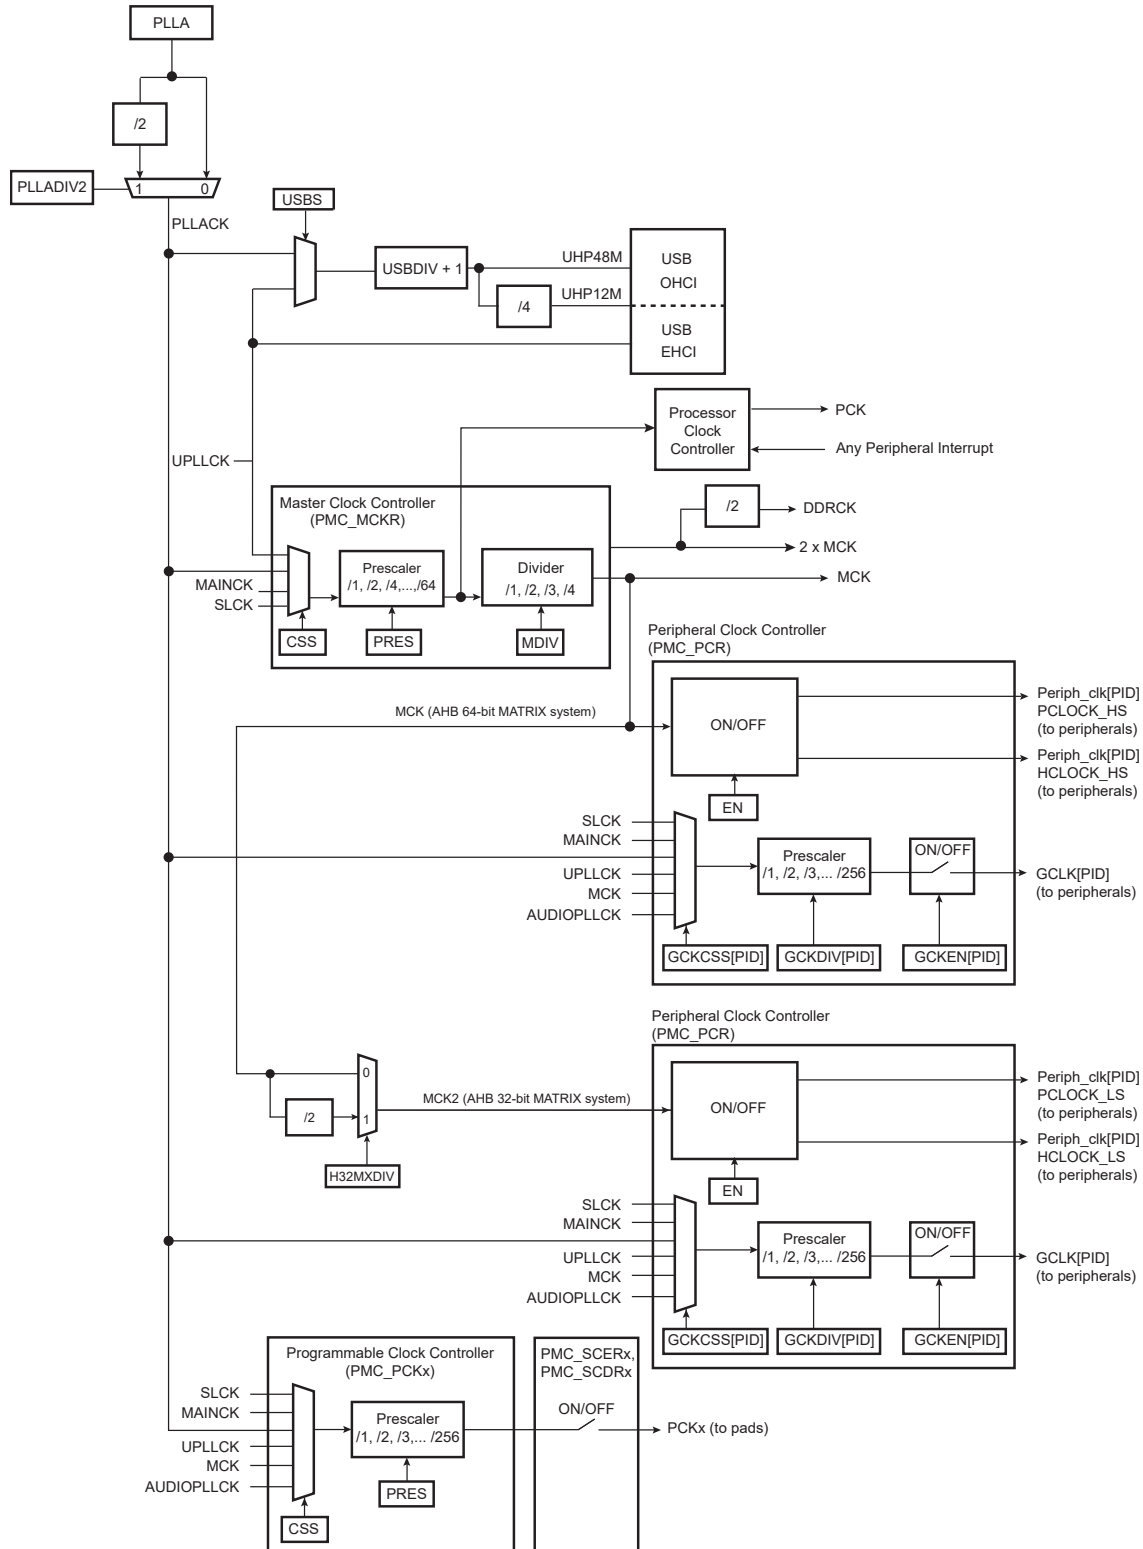 PLLA
/2
PLLADIV2
1
0
PLLACK
USBS
USBDIV + 1
UHP48M
/4
UHP12M
USB
OHCI
USB
EHCI
Processor
Clock
Controller
PCK
Any Peripheral Interrupt
UPLLCK
Master Clock Controller
(PMC_MCKR)
/2
DDRCK
2 x MCK
Prescaler
/1, /2, /4,...,/64
Divider
/1, /2, /3, /4
MCK
MAINCK
SLCK
CSS
PRES
MDIV
Peripheral Clock Controller
(PMC_PCR)
MCK (AHB 64-bit MATRIX system)
ON/OFF
Periph_clk[PID]
PCLOCK_HS
(to peripherals)
Periph_clk[PID]
HCLOCK_HS
(to peripherals)
EN
SLCK
MAINCK
UPLLCK
MCK
AUDIOPLLCK
Prescaler
/1, /2, /3,... /256
ON/OFF
GCLK[PID]
(to peripherals)
GCKCSS[PID]
GCKDIV[PID]
GCKEN[PID]
Peripheral Clock Controller
(PMC_PCR)
0
/2
1
H32MXDIV
MCK2 (AHB 32-bit MATRIX system)
ON/OFF
Periph_clk[PID]
PCLOCK_LS
(to peripherals)
Periph_clk[PID]
HCLOCK_LS
(to peripherals)
EN
SLCK
MAINCK
UPLLCK
MCK
AUDIOPLLCK
Prescaler
/1, /2, /3,... /256
ON/OFF
GCLK[PID]
(to peripherals)
GCKCSS[PID]
GCKDIV[PID]
GCKEN[PID]
Programmable Clock Controller
(PMC_PCKx)
PMC_SCERx,
PMC_SCDRx
SLCK
MAINCK
UPLLCK
MCK
AUDIOPLLCK
Prescaler
/1, /2, /3,... /256
ON/OFF
PCKx (to pads)
PRES
CSS